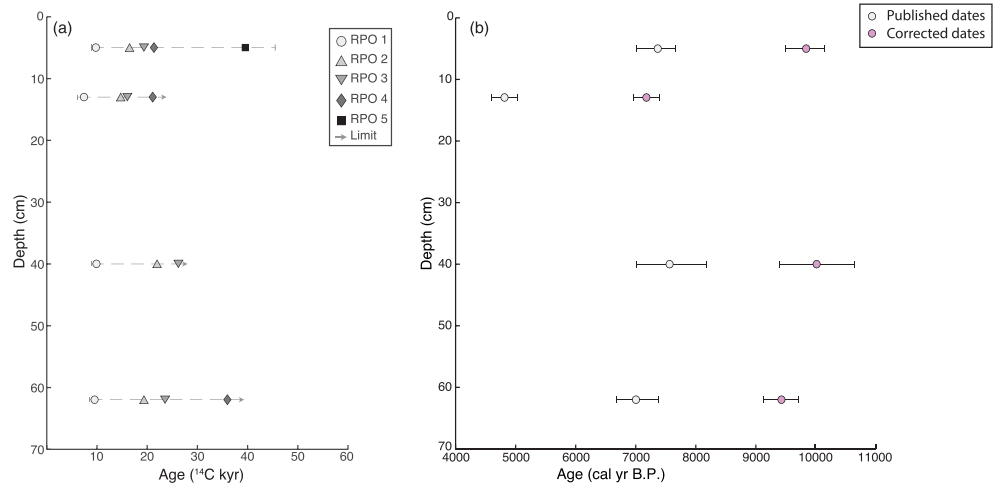 (a)
0
10
20
30
40
50
60
70
Depth (cm)
10 20 30 40 50 60
Age (¹⁴C kyr)
RPO 1
RPO 2
RPO 3
RPO 4
RPO 5
Limit
(b)
0
10
20
30
40
50
60
70
Depth (cm)
4000 5000 6000 7000 8000 9000 10000 11000
Age (cal yr B.P.)
Published dates
Corrected dates